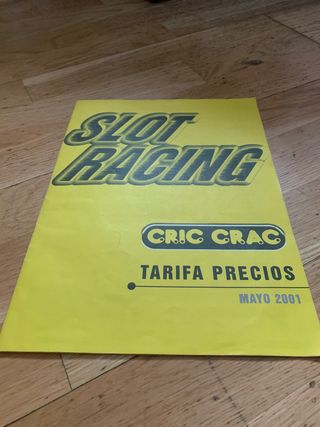 SLOT
RACING
CRIC CRAC
TARIFA PRECIOS
MAYO 2001